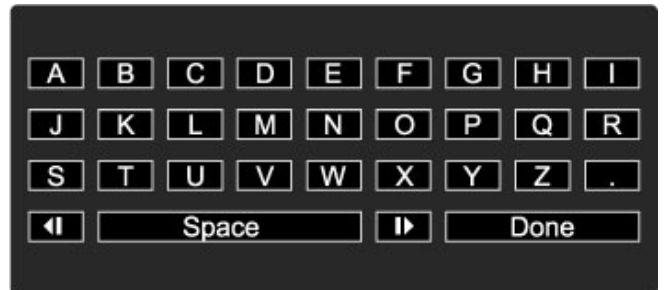 A B C D E F G H I
J K L M N O P Q R
S T U V W X Y Z .
Space Done